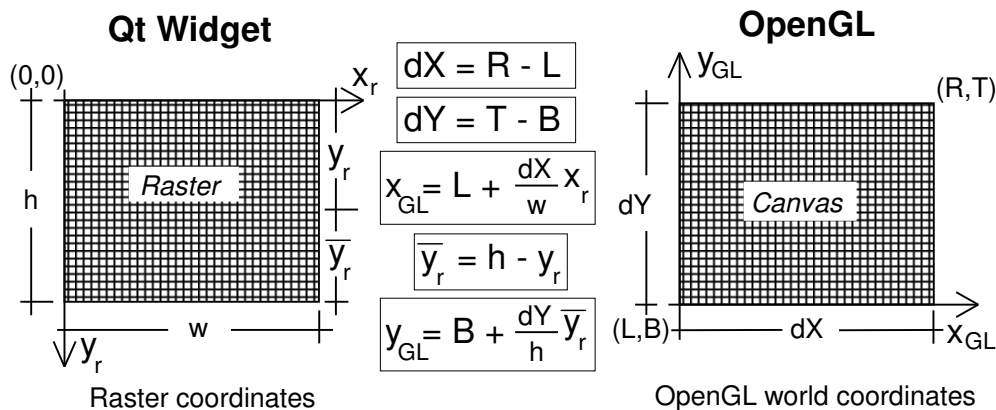 Qt Widget
(0,0)
x_r
h
Raster
y_r
ȳ_r
w
y_r
Raster coordinates
dX = R - L
dY = T - B
x_GL = L + dX/w x_r
ȳ_r = h - y_r
y_GL = B + dY/h ȳ_r
OpenGL
y_GL
(R,T)
dY
Canvas
(L,B)
dX
x_GL
OpenGL world coordinates